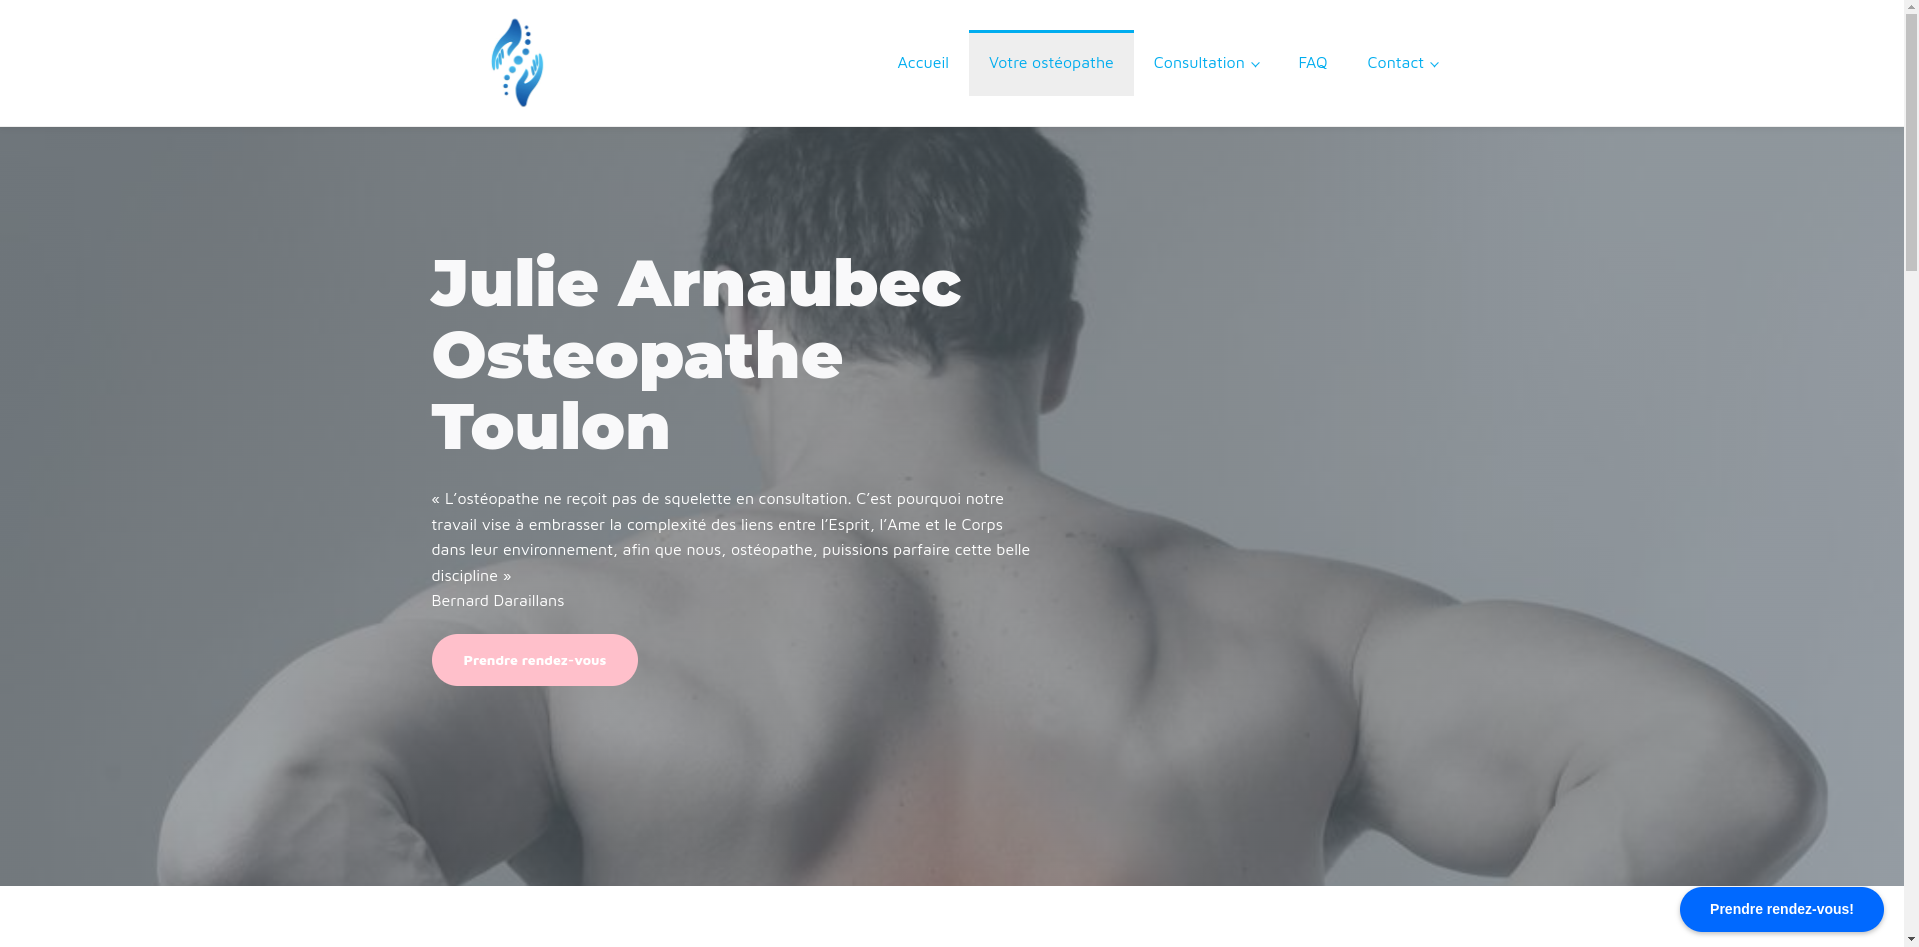 Accueil
Votre ostéopathe
Consultation
FAQ
Contact
Julie Arnaubec
Osteopathe
Toulon
« L’ostéopathe ne reçoit pas de squelette en consultation. C’est pourquoi notre
travail vise à embrasser la complexité des liens entre l’Esprit, l’Ame et le Corps
dans leur environnement, afin que nous, ostéopathe, puissions parfaire cette belle
discipline »
Bernard Daraillans
Prendre rendez-vous
Prendre rendez-vous!